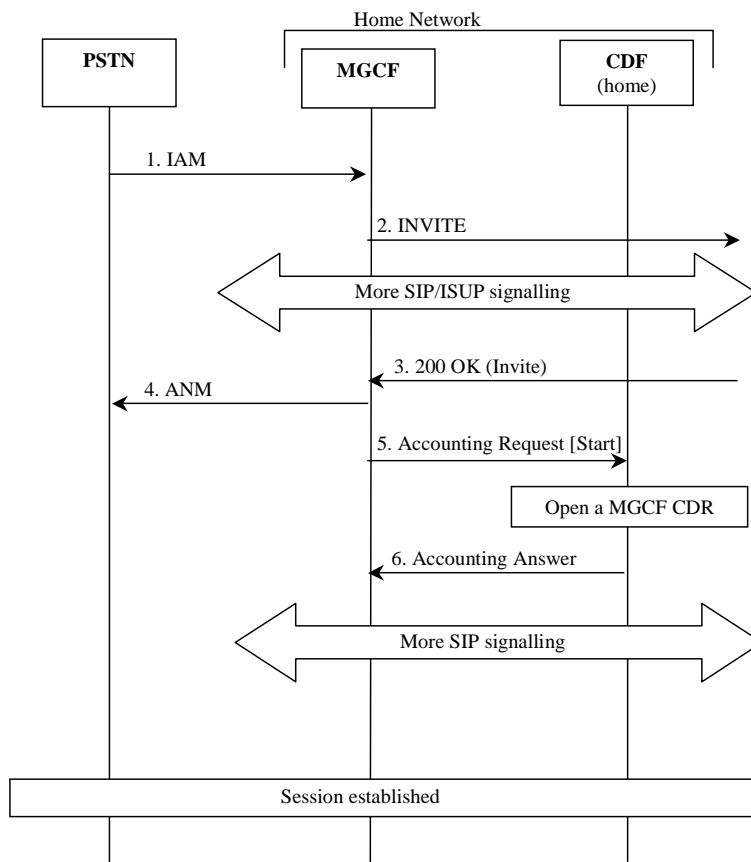 Home Network
PSTN
MGCF
CDF
(home)
1. IAM
2. INVITE
More SIP/ISUP signalling
3. 200 OK (Invite)
4. ANM
5. Accounting Request [Start]
Open a MGCF CDR
6. Accounting Answer
More SIP signalling
Session established